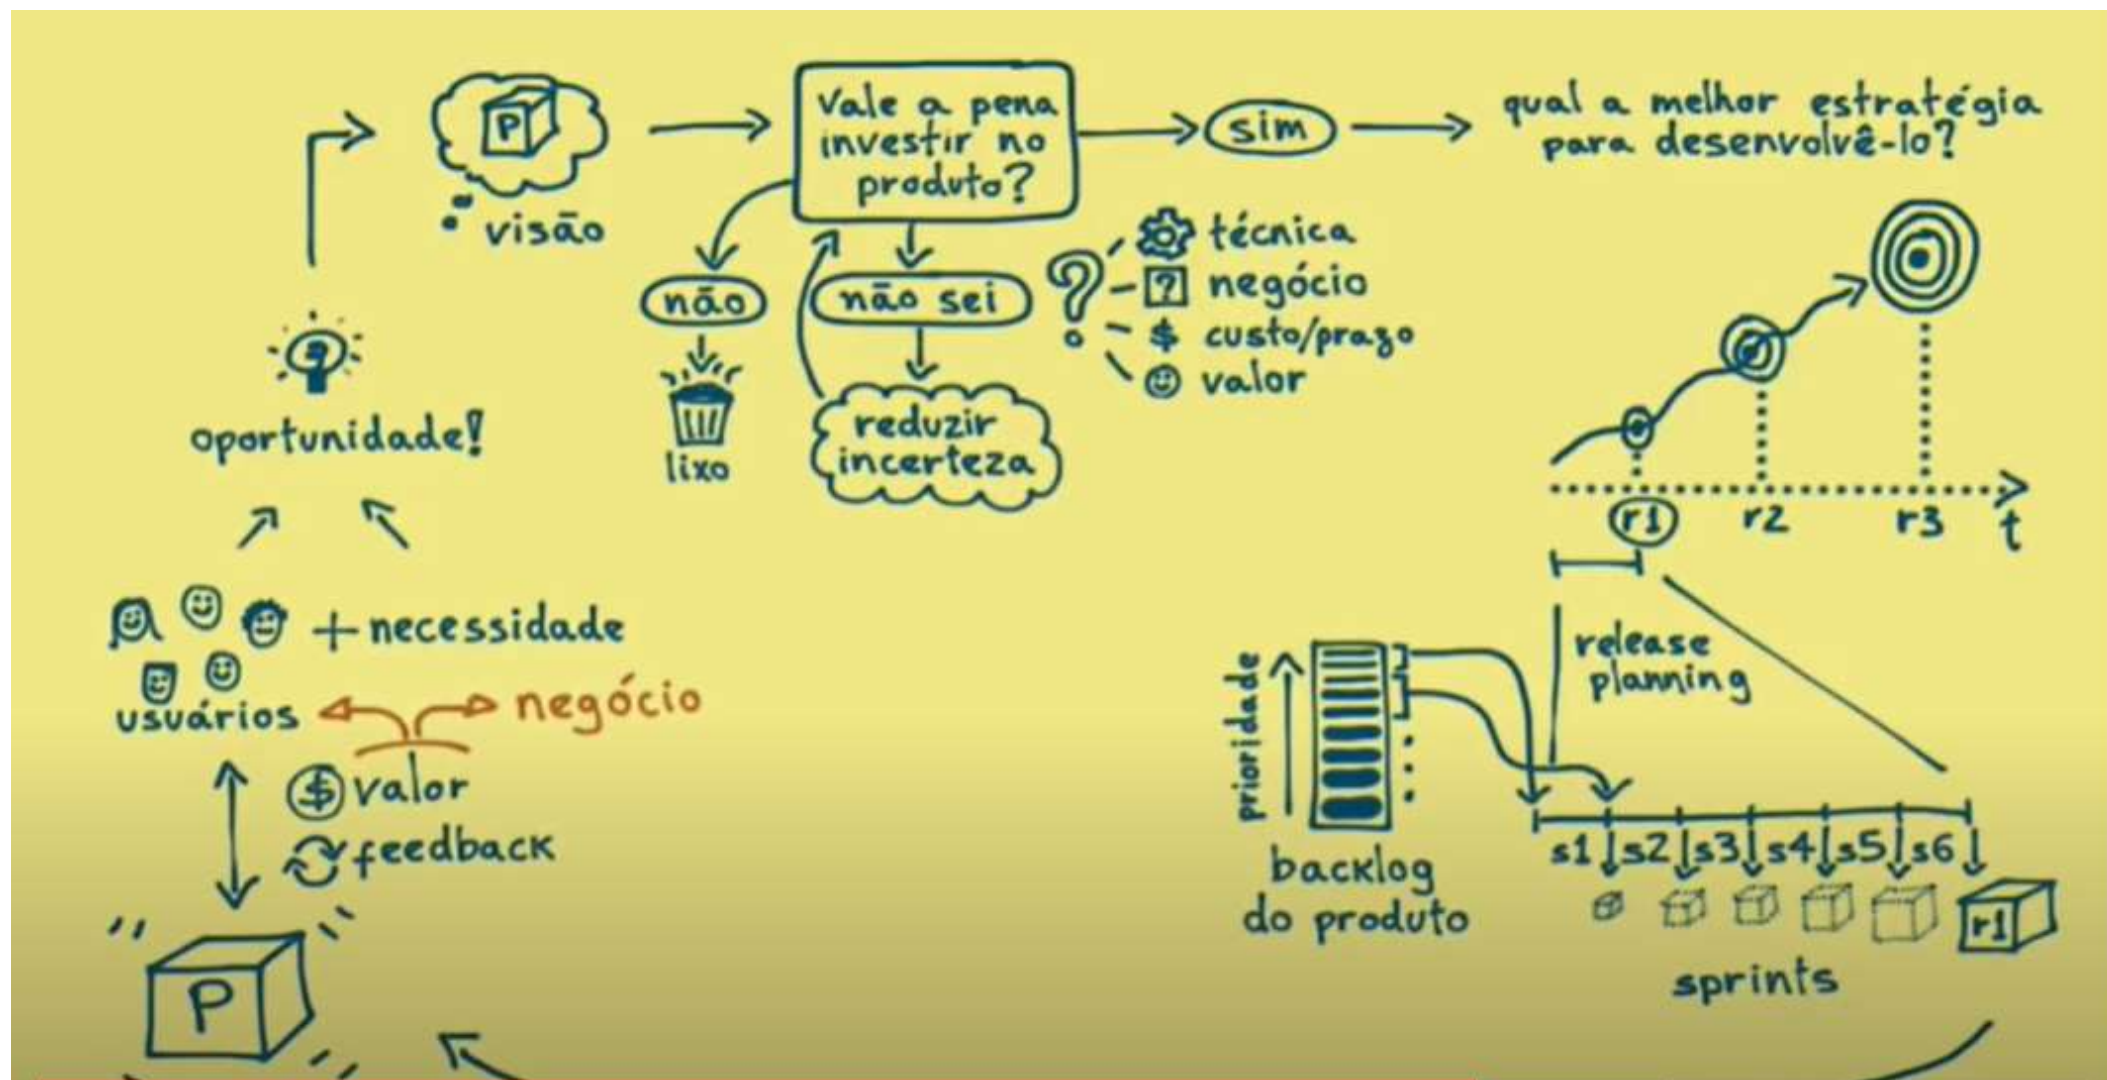 P
visão
Vale a pena
investir no
produto?
sim
qual a melhor estratégia
para desenvolvê-lo?
não
lixo
não sei
reduzir
incerteza
?
técnica
? negócio
$ custo/prazo
valor
oportunidade!
usuários
+ necessidade
negócio
$ valor
feedback
P
r1
r2
r3
t
release
planning
prioridade
backlog
do produto
s1
s2
s3
s4
s5
s6
r1
sprints